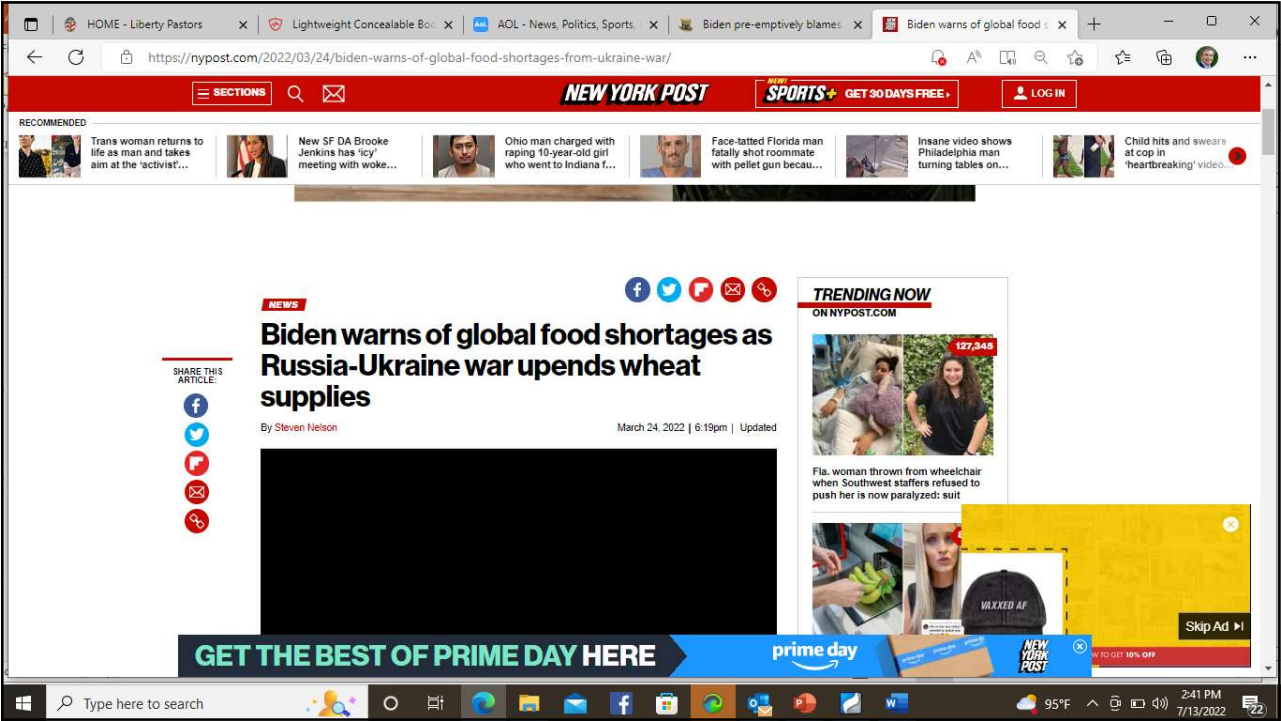 HOME - Liberty Pastors
Lightweight Concealable Bo
AOL - News, Politics, Sports,
Biden pre-emptively blames
Biden warns of global food s
https://nypost.com/2022/03/24/biden-warns-of-global-food-shortages-from-ukraine-war/
SECTIONS
NEW YORK POST
NEW!
SPORTS+ GET 30 DAYS FREE
LOG IN
RECOMMENDED
Trans woman returns to
life as man and takes
aim at the 'activist'...
New SF DA Brooke
Jenkins has 'icy'
meeting with woke...
Ohio man charged with
raping 10-year-old girl
who went to Indiana f...
Face-tatted Florida man
fatally shot roommate
with pellet gun becau...
Insane video shows
Philadelphia man
turning tables on...
Child hits and swears
at cop in
'heartbreaking' video...
NEWS
Biden warns of global food shortages as
Russia-Ukraine war upends wheat
supplies
By Steven Nelson
March 24, 2022 | 6:19pm | Updated
SHARE THIS
ARTICLE:
TRENDING NOW
ON NYPOST.COM
127,345
Fla. woman thrown from wheelchair
when Southwest staffers refused to
push her is now paralyzed: suit
VAXXED AF
Skip Ad
W TO GET 10% OFF
GET THE BEST OF PRIME DAY HERE
prime day
NEW
YORK
POST
Type here to search
95°F
2:41 PM
7/13/2022
22